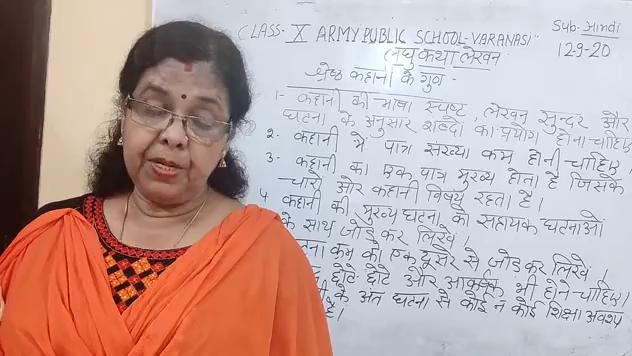 CLASS- X ARMY PUBLIC SCHOOL-VARANASI"
Sub- Hindi
12-9-20
लघु कथा लेखन
श्रेष्ठ कहानी के गुण -
1- कहानी की भाषा स्पष्ट, लेखन सुन्दर और
घटना के अनुसार शब्दों का प्रयोग होना चाहिए
2- कहानी में पात्र संख्या कम होनी चाहिए,
3- कहानी का एक पात्र मुख्य होता है जिसके
चारों ओर कहानी रहता है।
4 कहानी की मुख्य घटना को सहायक घटनाओं
के साथ जोड़ कर लिखें।
क्रम को एक दूसरे से जोड़ कर लिखें।
छोटे छोटे और आकर्षक भी होने चाहिए।
के अंत घटना से कोई न कोई शिक्षा अवश्य
है।